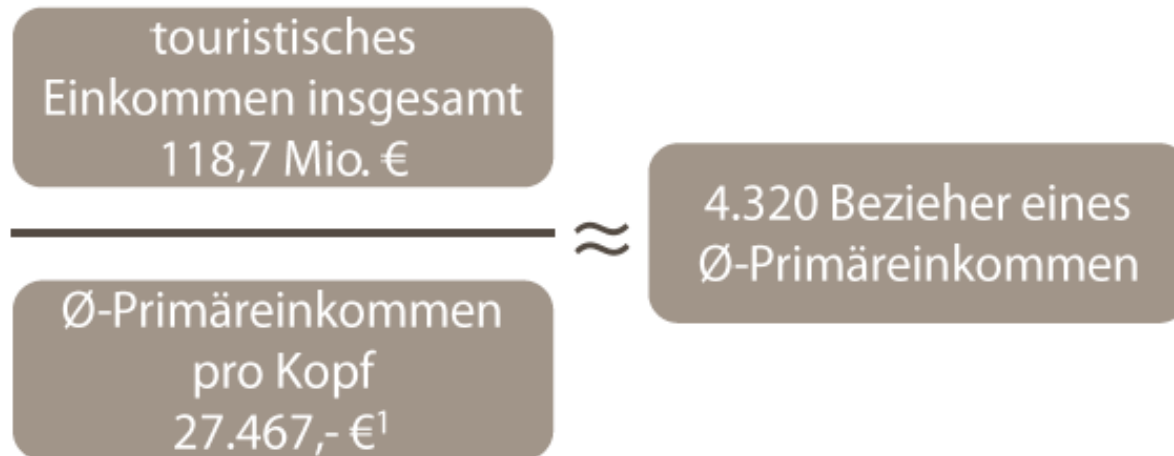 touristisches
Einkommen insgesamt
118,7 Mio. €
≈
4.320 Bezieher eines
Ø-Primäreinkommen
Ø-Primäreinkommen
pro Kopf
27.467,- €¹